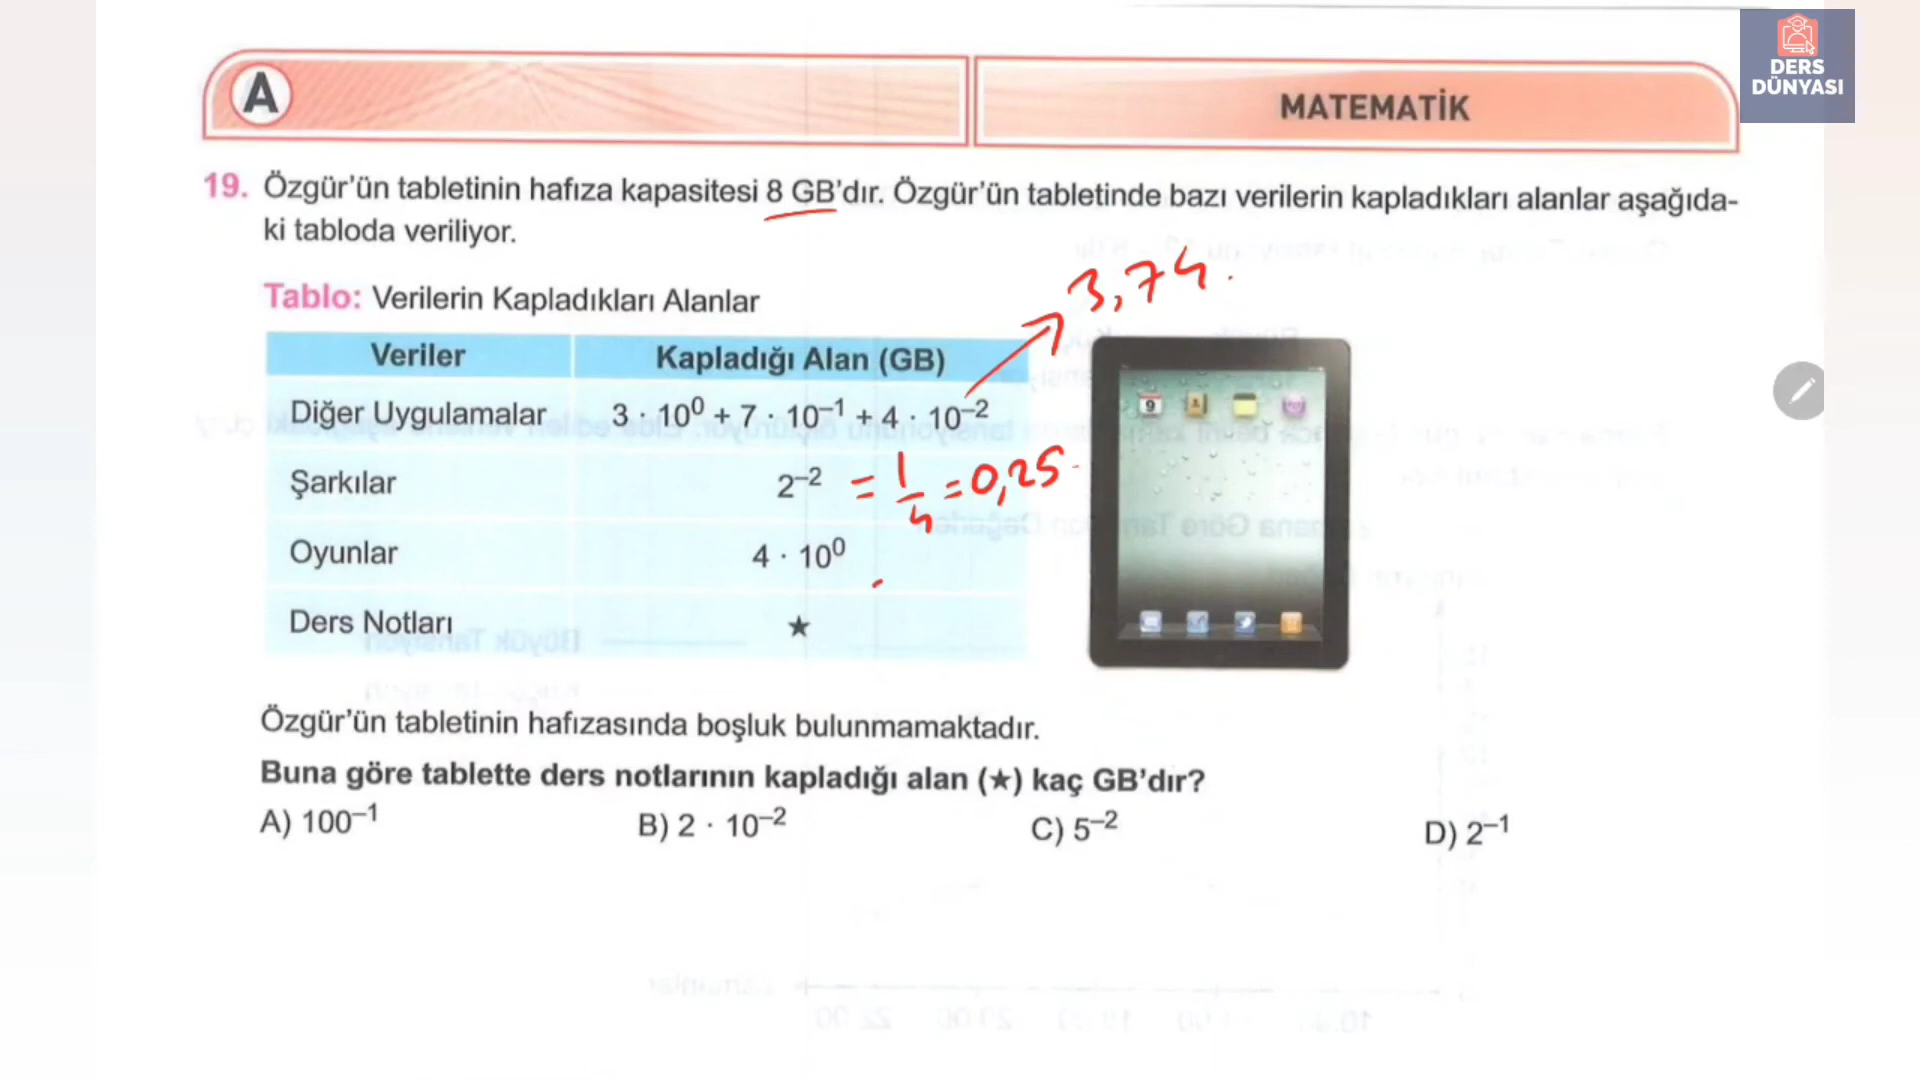 DERS
DÜNYASI
A
MATEMATİK
19. Özgür'ün tabletinin hafıza kapasitesi 8 GB'dır. Özgür'ün tabletinde bazı verilerin kapladıkları alanlar aşağıda-
ki tabloda veriliyor.
3,74
Tablo: Verilerin Kapladıkları Alanlar
Veriler Kapladığı Alan (GB)
Diğer Uygulamalar 3 · 10⁰ + 7 · 10⁻¹ + 4 · 10⁻²
Şarkılar 2⁻² = 1/4 = 0,25
Oyunlar 4 · 10⁰
Ders Notları ★
Özgür'ün tabletinin hafızasında boşluk bulunmamaktadır.
Buna göre tablette ders notlarının kapladığı alan (★) kaç GB'dır?
A) 100⁻¹ B) 2 · 10⁻² C) 5⁻² D) 2⁻¹